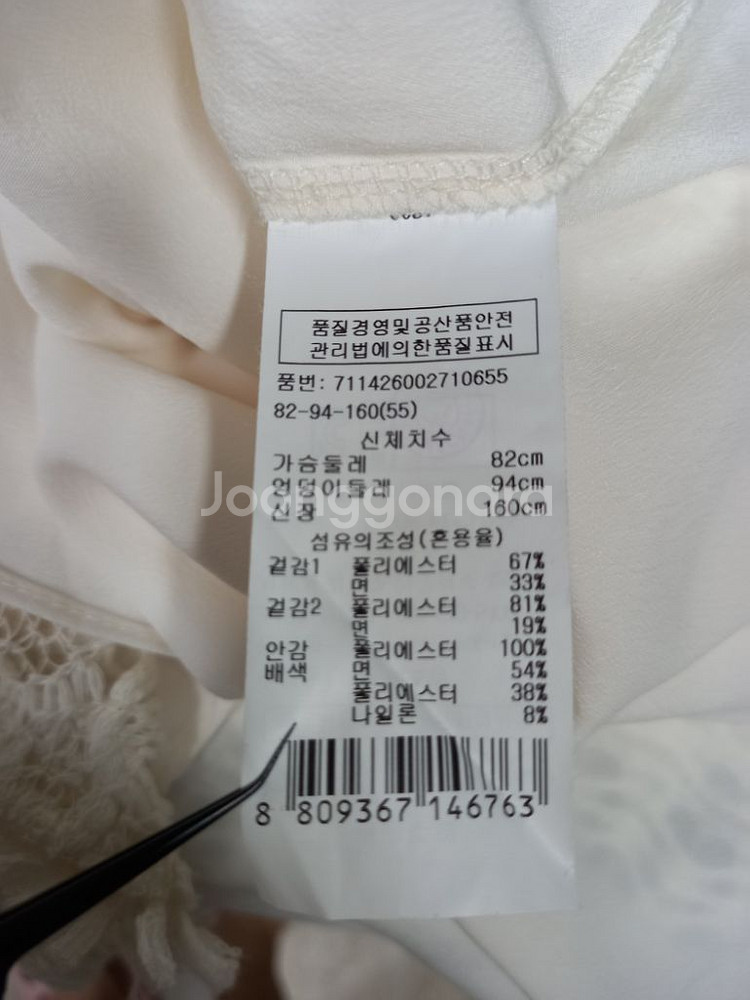 품질경영및공산품안전
관리법에의한품질표시
품번: 711426002710655
82-94-160(55)
신체치수
가슴둘레 82cm
엉덩이둘레 94cm
신장 160cm
Joonggonara
섬유의조성(혼용율)
겉감1 폴리에스터 67%
면 33%
겉감2 폴리에스터 81%
면 19%
안감 폴리에스터 100%
배색 면 54%
폴리에스터 38%
나일론 8%
8 809367 146763